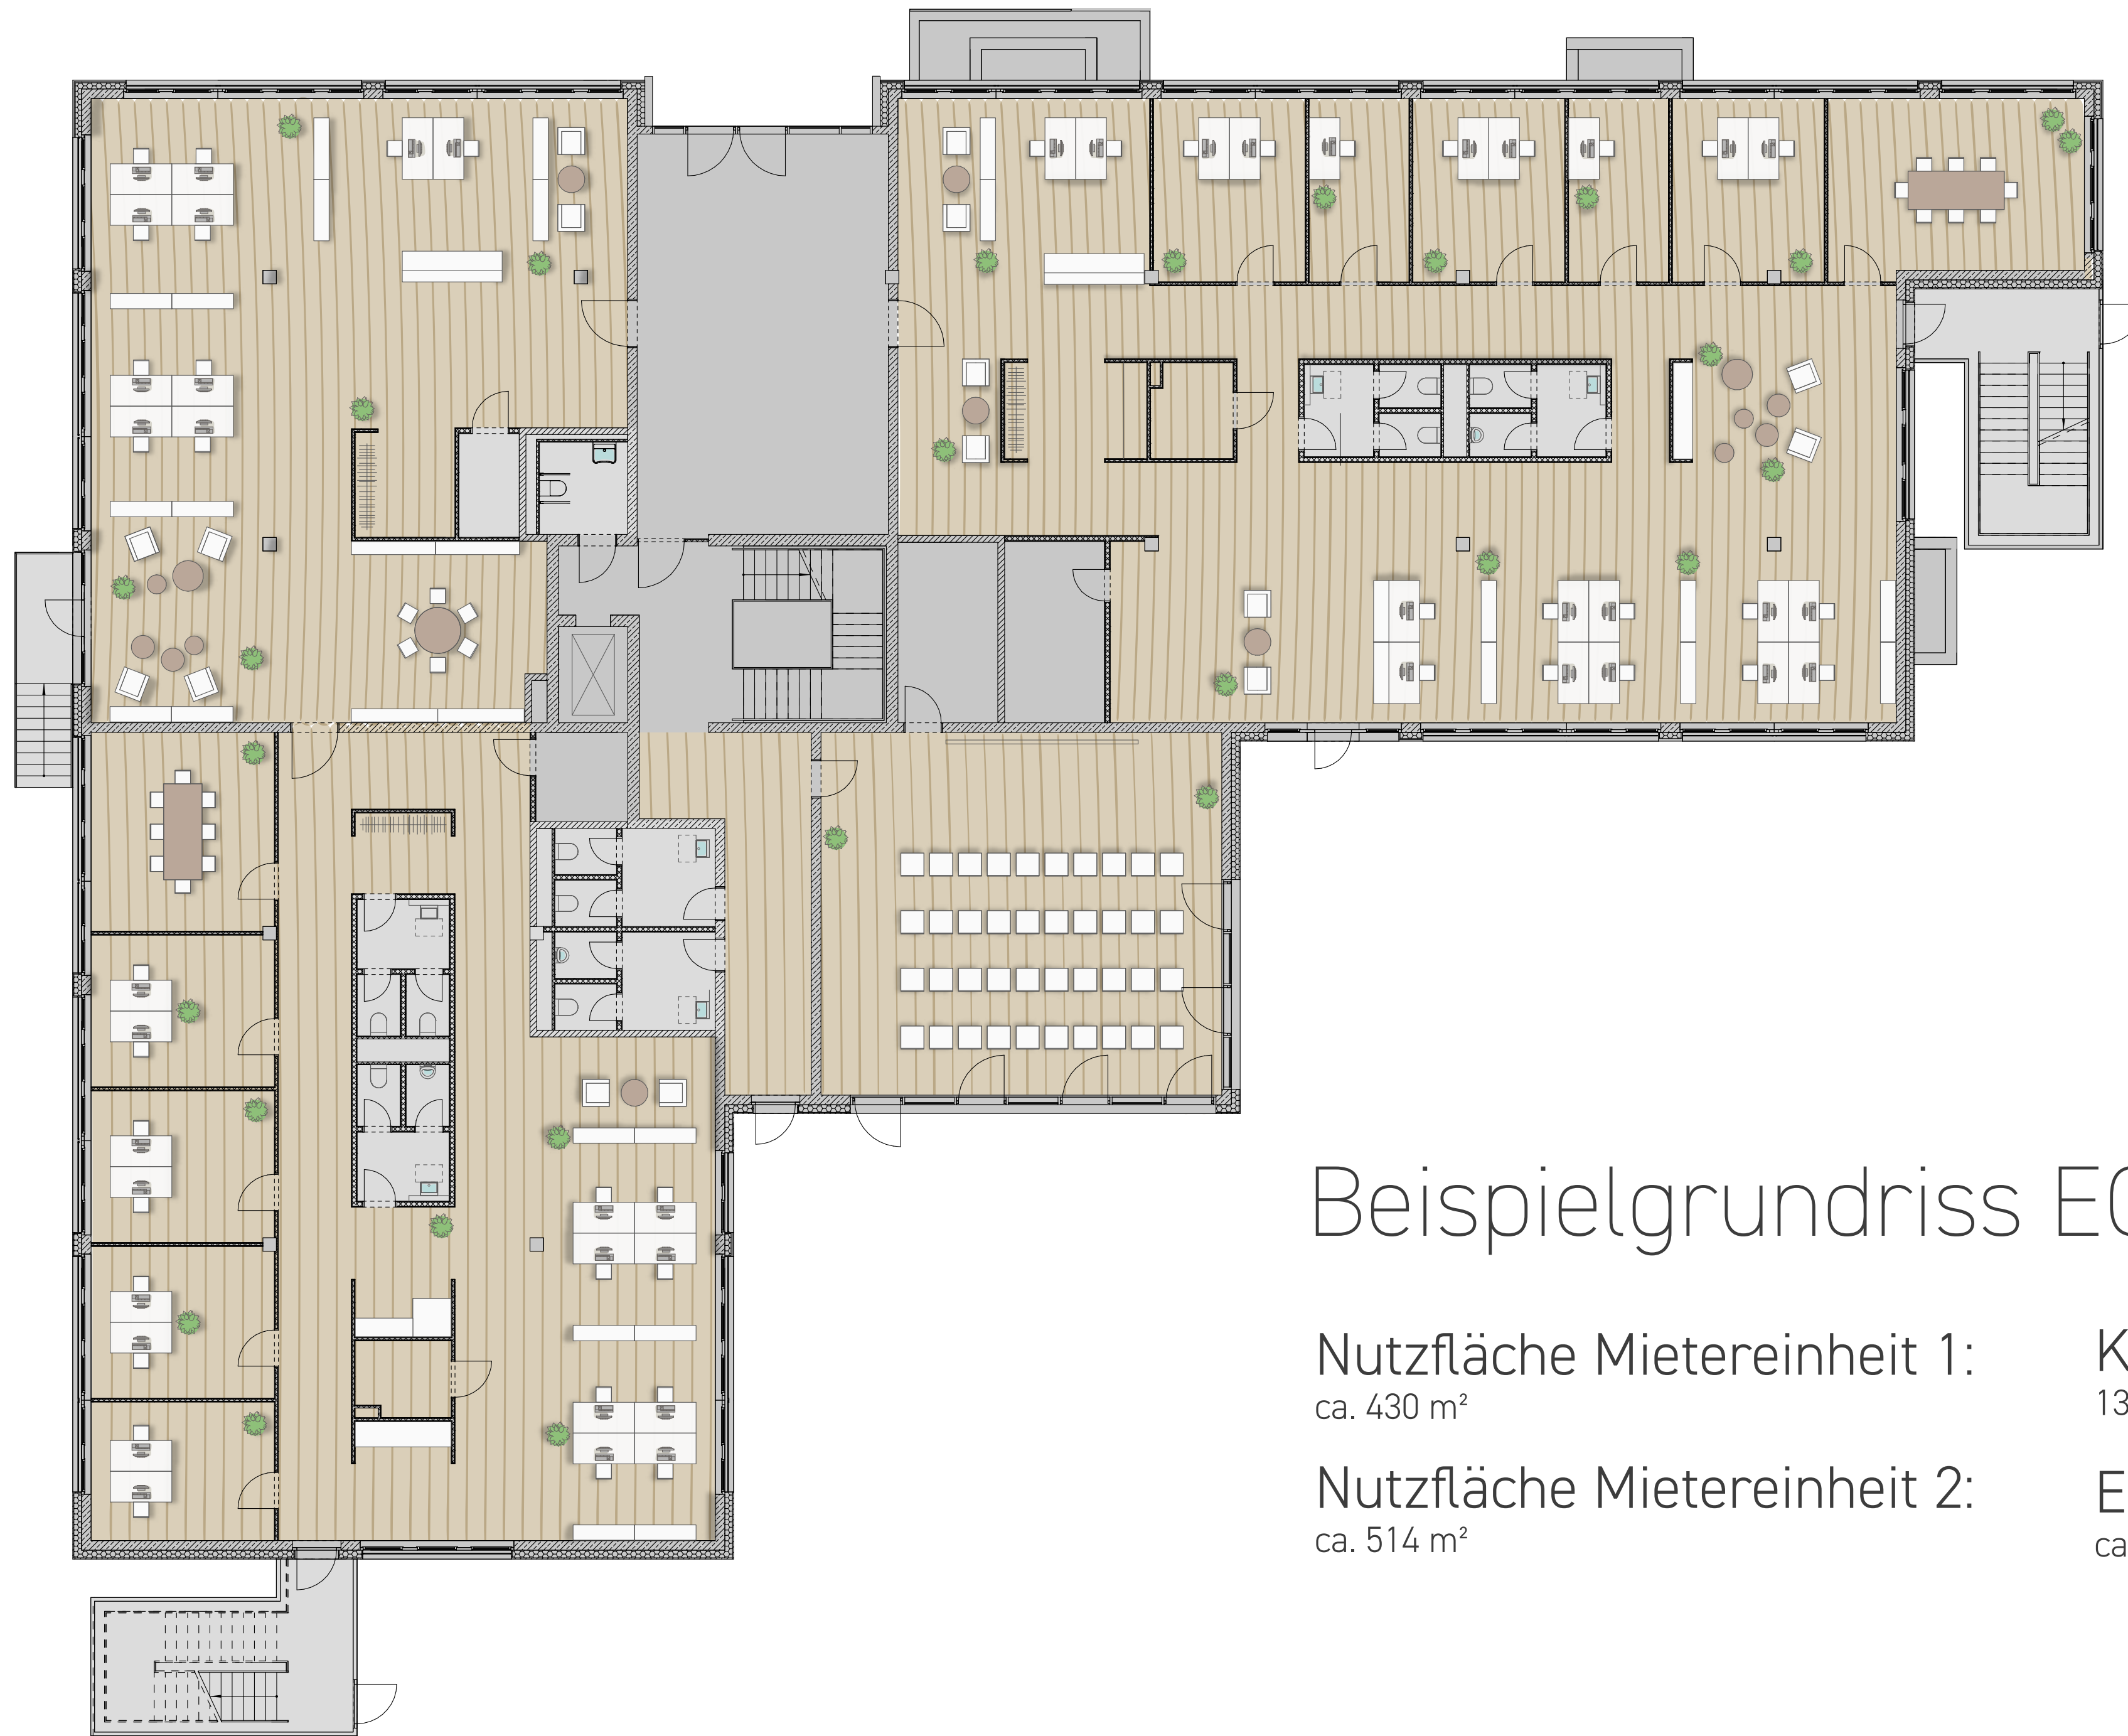 Beispielgrundriss
Nutzfläche Mietereinheit 1:
ca. 430 m²
Nutzfläche Mietereinheit 2:
ca. 514 m²